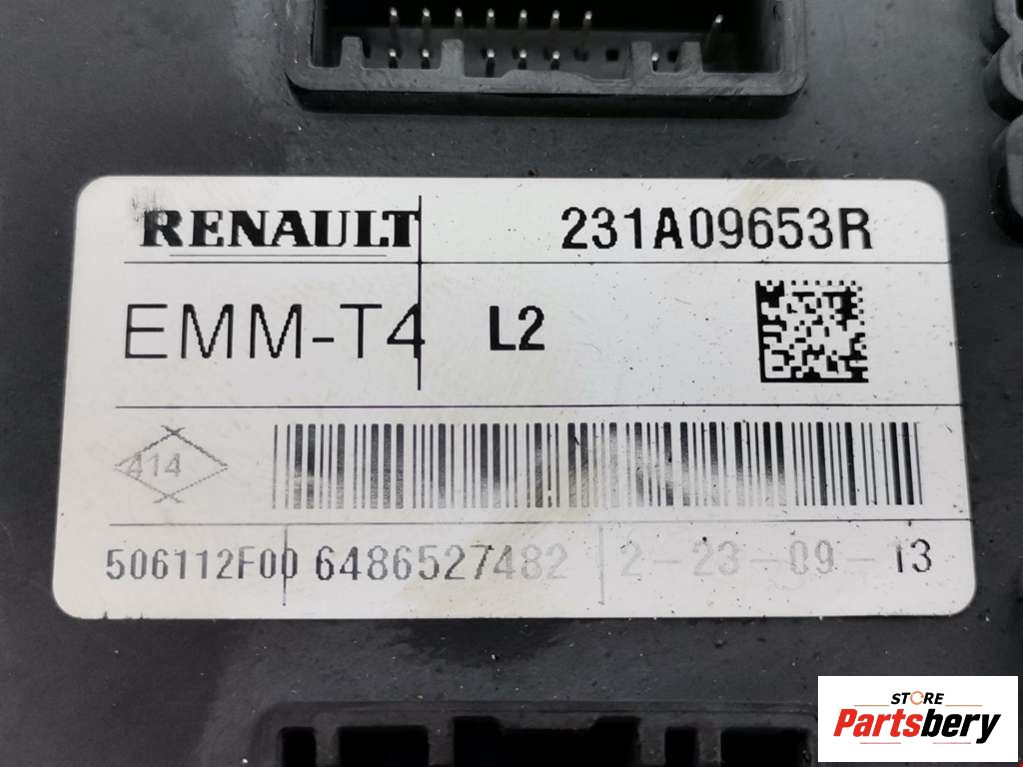 RENAULT 231A09653R
EMM-T4 L2
414
506112F00 6486527482 2-23-09-13
STORE
Partsbery